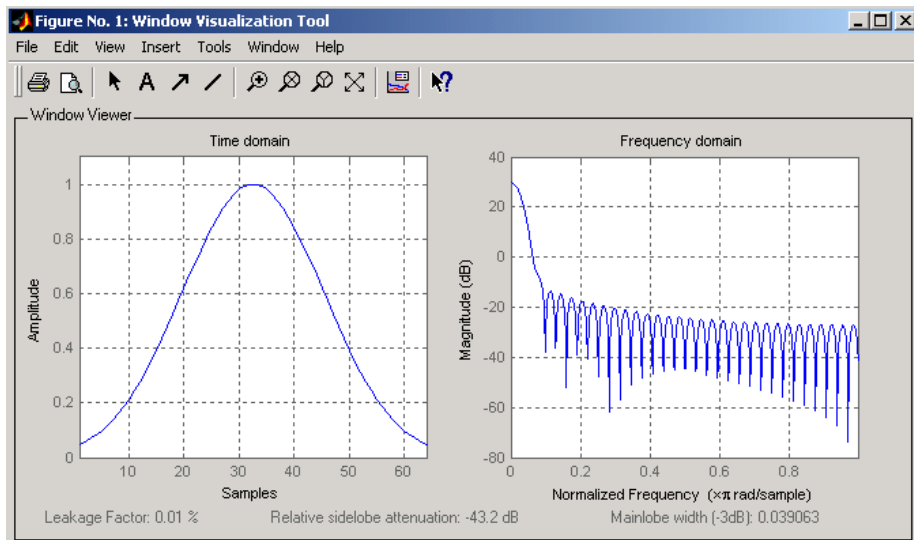 Figure No. 1: Window Visualization Tool
File Edit View Insert Tools Window Help
A
?
Window Viewer
Time domain
Amplitude
1
0.8
0.6
0.4
0.2
0
10 20 30 40 50 60
Samples
Frequency domain
Magnitude (dB)
40
20
0
-20
-40
-60
-80
0 0.2 0.4 0.6 0.8
Normalized Frequency (×π rad/sample)
Leakage Factor: 0.01 % Relative sidelobe attenuation: -43.2 dB Mainlobe width (-3dB): 0.039063